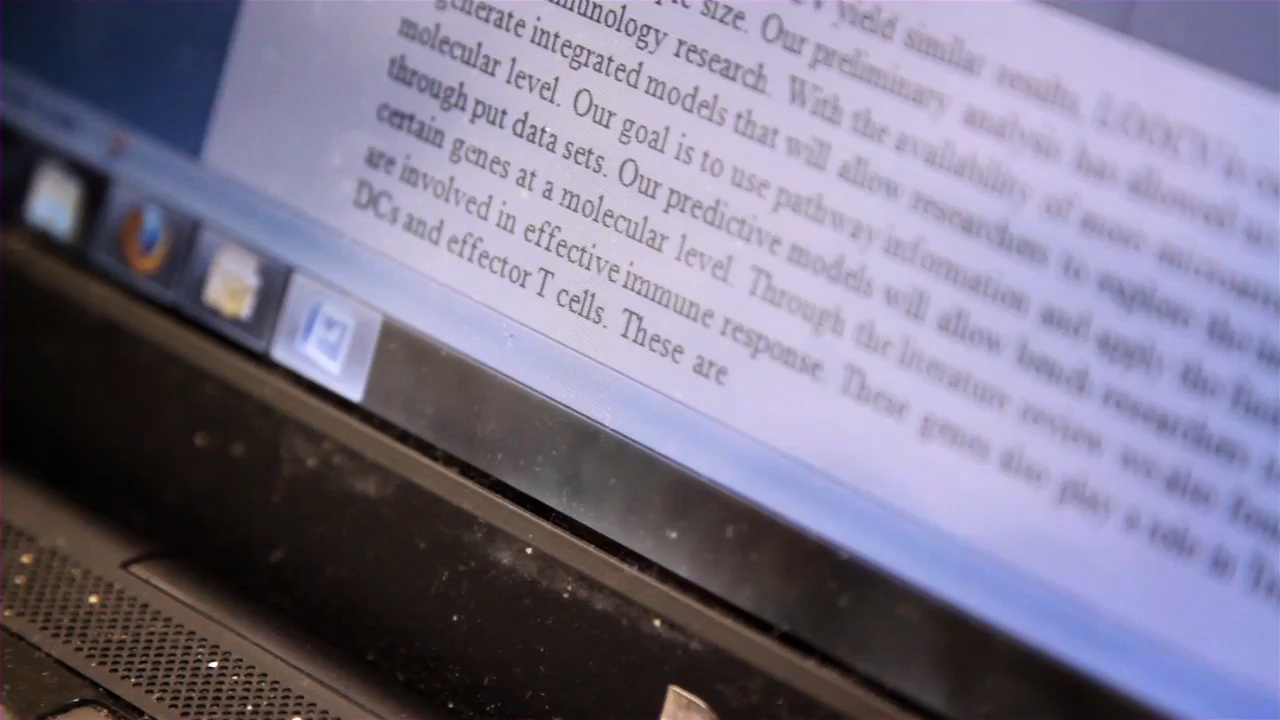 yield similar results, LOOCV is
size. Our preliminary analysis has allowed us
immunology research. With the availability of more
generate integrated models that will allow researchers to explore the
molecular level. Our goal is to use pathway information and apply the
through put data sets. Our predictive models will allow bench researchers
certain genes at a molecular level. Through the literature review we also
are involved in effective immune response. These genes also play a role in
DCs and effector T cells. These are